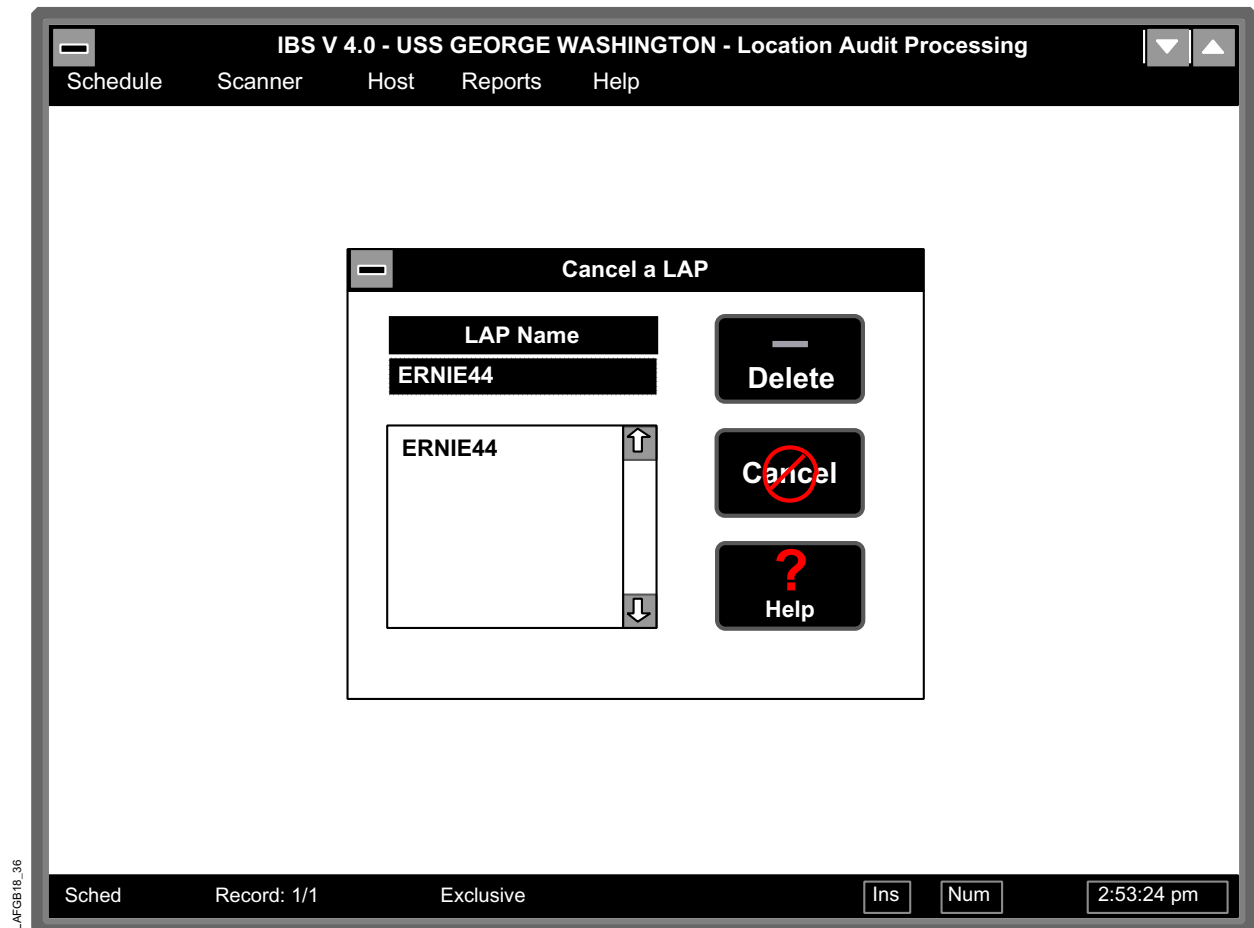 IBS V 4.0 - USS GEORGE WASHINGTON - Location Audit Processing
Schedule Scanner Host Reports Help
Cancel a LAP
LAP Name
ERNIE44
ERNIE44
Delete
Cancel
?
Help
Sched Record: 1/1 Exclusive Ins Num 2:53:24 pm